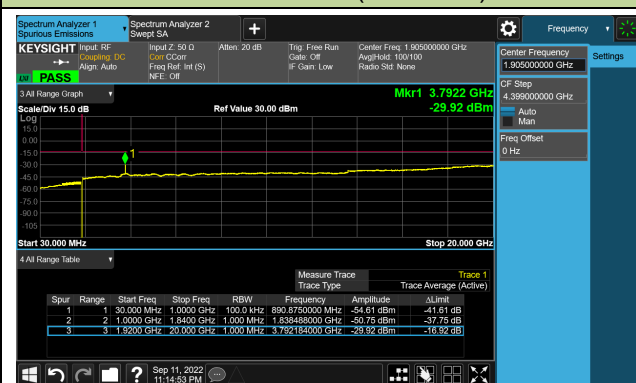 Spectrum Analyzer 1
Spurious Emissions
Spectrum Analyzer 2
Swept SA
Frequency
KEYSIGHT
Input: RF
Coupling: DC
Align: Auto
Input Z: 50 Ω
Corr CCorr
Freq Ref: Int (S)
NFE: Off
Atten: 20 dB
Trig: Free Run
Gate: Off
IF Gain: Low
Center Freq: 1.905000000 GHz
Avg|Hold: 100/100
Radio Std: None
PASS
Center Frequency
1.905000000 GHz
Settings
CF Step
4.399000000 GHz
Auto
Man
Freq Offset
0 Hz
3 All Range Graph
Mkr1 3.7922 GHz
Scale/Div 15.0 dB
Ref Value 30.00 dBm
-29.92 dBm
Log
15.0
0.00
-15.0
-30.0
-45.0
-60.0
-75.0
-90.0
-105
1
Start 30.000 MHz
Stop 20.000 GHz
4 All Range Table
Measure Trace Trace 1
Trace Type Trace Average (Active)
Spur Range Start Freq Stop Freq RBW Frequency Amplitude ΔLimit
1 1 30.000 MHz 1.0000 GHz 100.0 kHz 890.8750000 MHz -54.61 dBm -41.61 dB
2 2 1.0000 GHz 1.8400 GHz 1.000 MHz 1.838488000 GHz -50.75 dBm -37.75 dB
3 3 1.9200 GHz 20.000 GHz 1.000 MHz 3.792184000 GHz -29.92 dBm -16.92 dB
Sep 11, 2022
11:14:53 PM